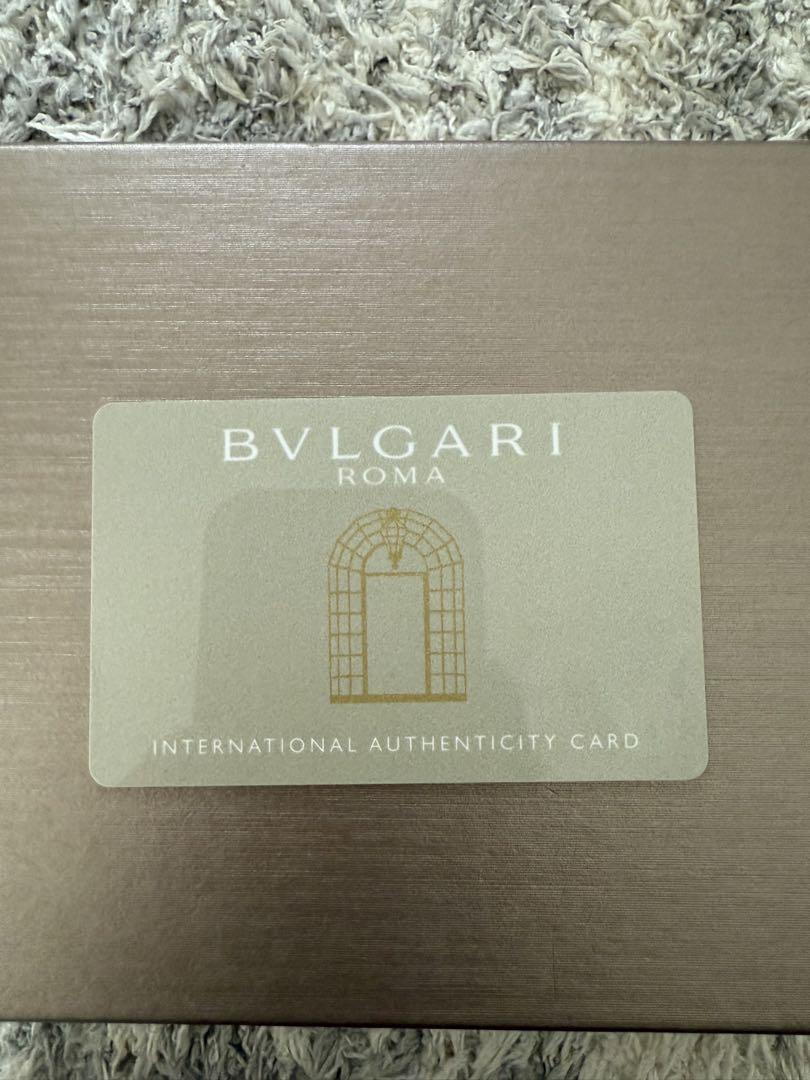 BVLGARI
ROMA
INTERNATIONAL AUTHENTICITY CARD